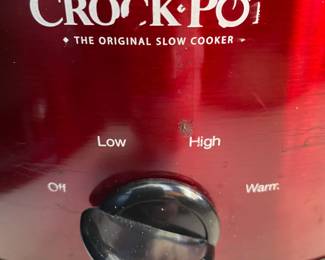 CROCK•POT
♦ THE ORIGINAL SLOW COOKER ♦
Low High
Off Warm